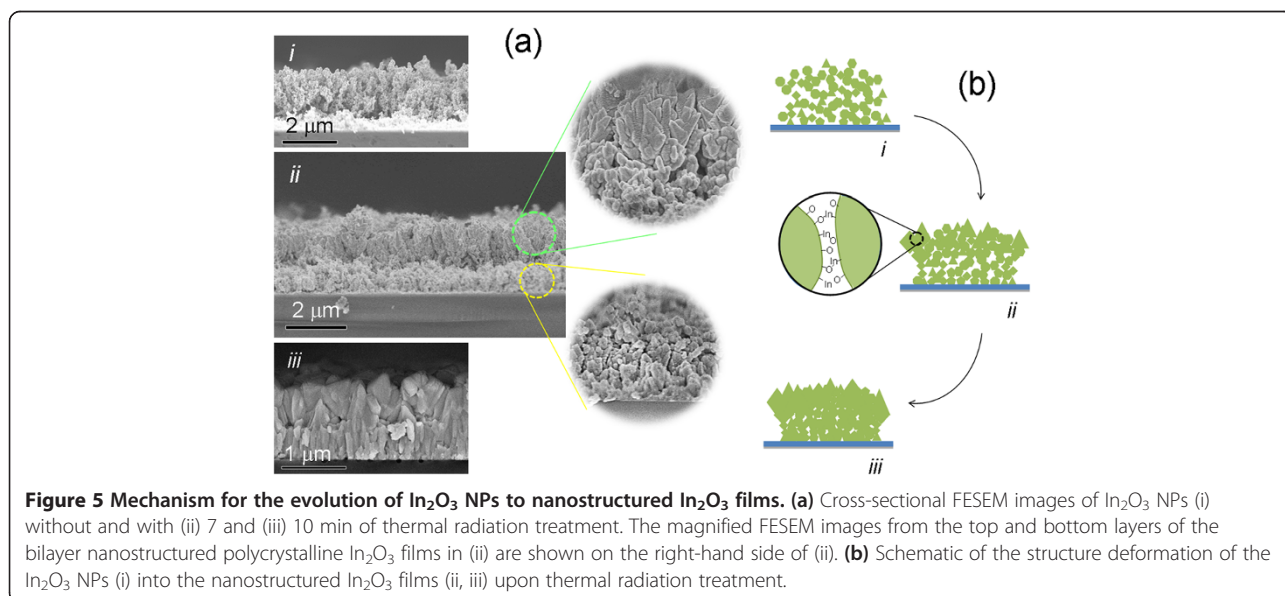 (a)
i
2 μm
ii
2 μm
iii
1 μm
(b)
i
O
O
In
O
In
O
O
In
O
In
O
ii
iii
Figure 5 Mechanism for the evolution of In₂O₃ NPs to nanostructured In₂O₃ films. (a) Cross-sectional FESEM images of In₂O₃ NPs (i)
without and with (ii) 7 and (iii) 10 min of thermal radiation treatment. The magnified FESEM images from the top and bottom layers of the
bilayer nanostructured polycrystalline In₂O₃ films in (ii) are shown on the right-hand side of (ii). (b) Schematic of the structure deformation of the
In₂O₃ NPs (i) into the nanostructured In₂O₃ films (ii, iii) upon thermal radiation treatment.